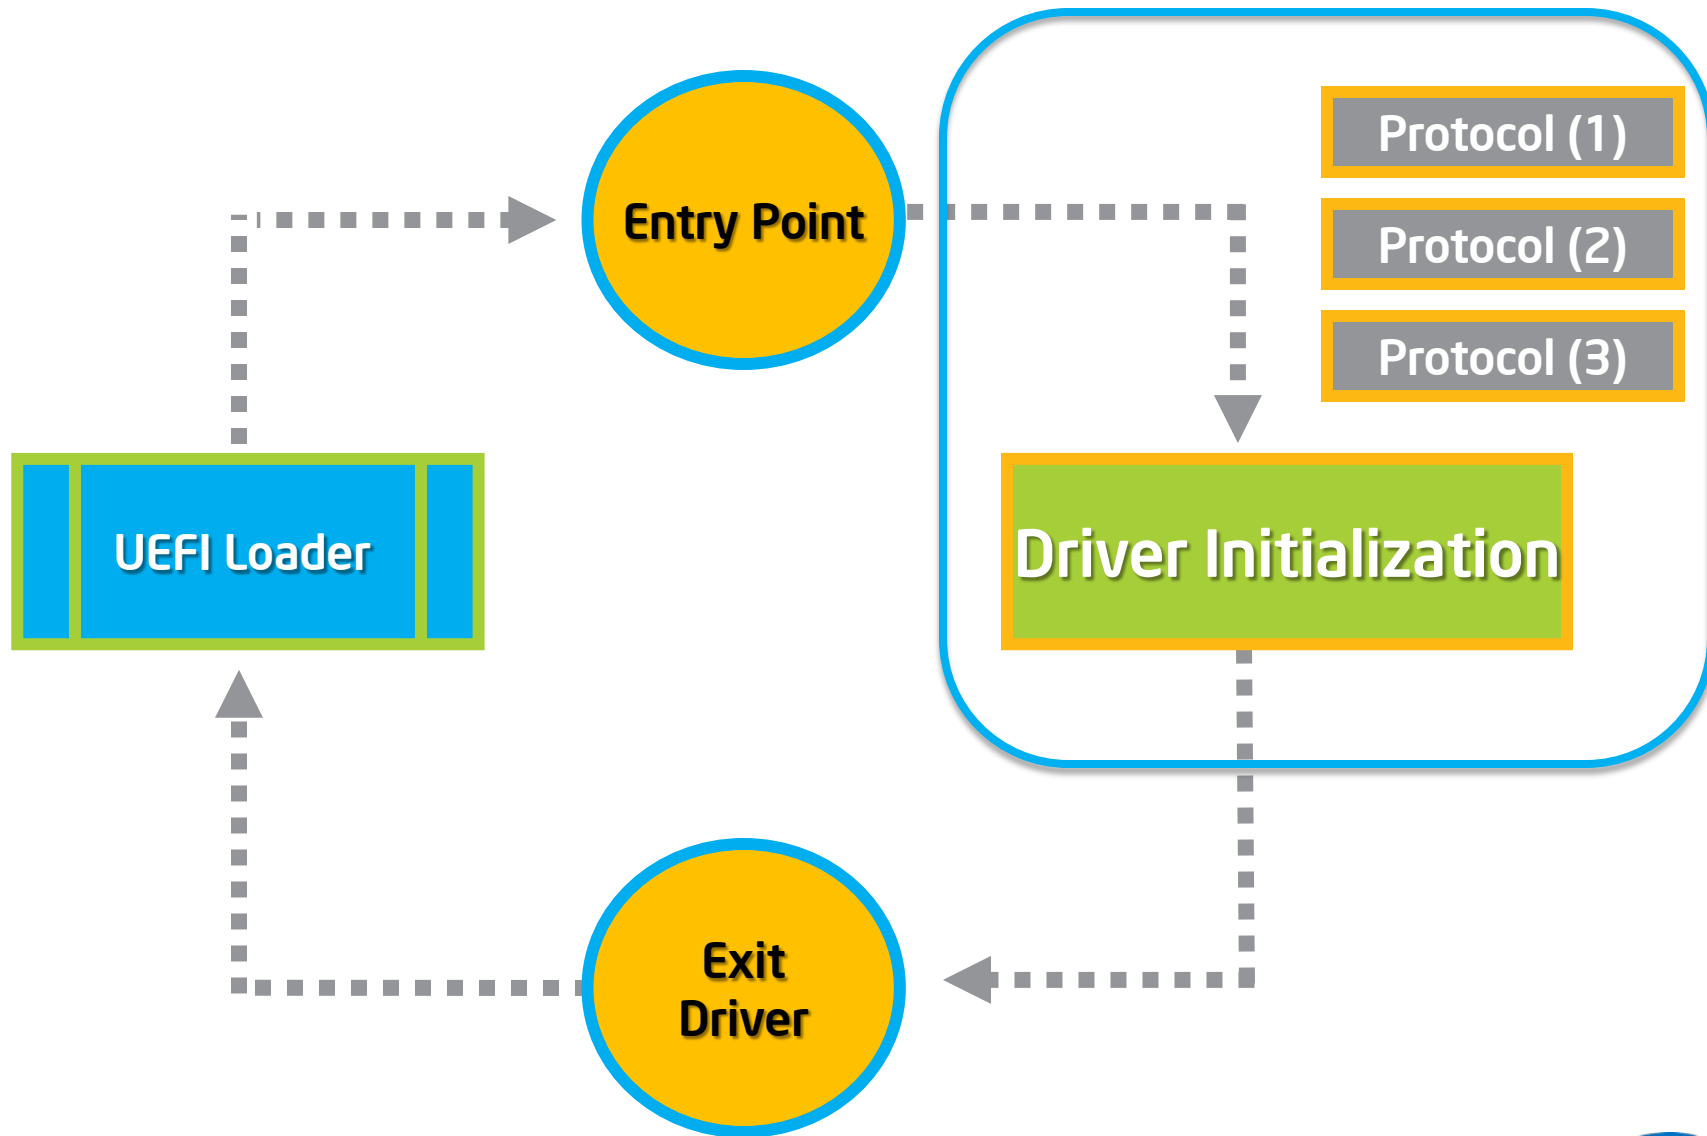 Protocol (1)
Entry Point
Protocol (2)
Protocol (3)
UEFI Loader
Driver Initialization
Exit
Driver